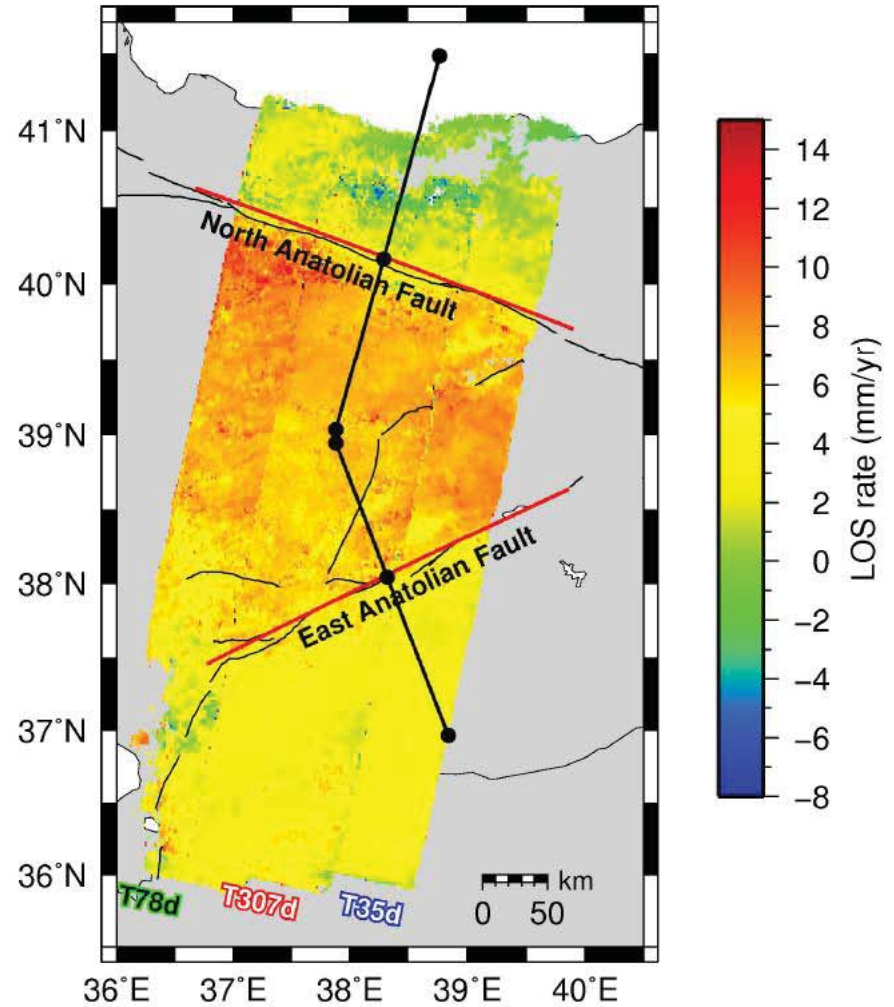 41°N
40°N
39°N
38°N
37°N
36°N
36°E
37°E
38°E
39°E
40°E
North Anatolian Fault
East Anatolian Fault
T78d
T307d
T35d
km
0
50
14
12
10
8
6
4
2
0
−2
−4
−6
−8
LOS rate (mm/yr)